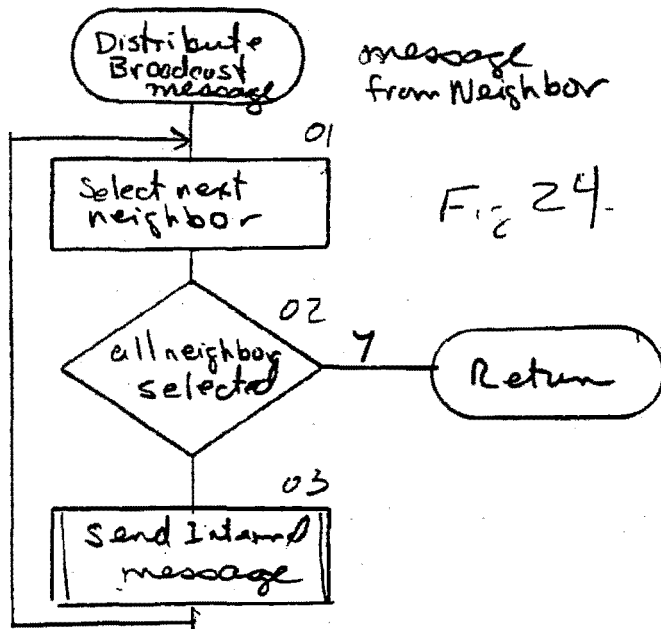 Distribute
Broadcast
message
message
from Neighbor
01
Select next
neighbor
Fig 24.
02
all neighbor
selected
Y
Return
03
Send Internal
message